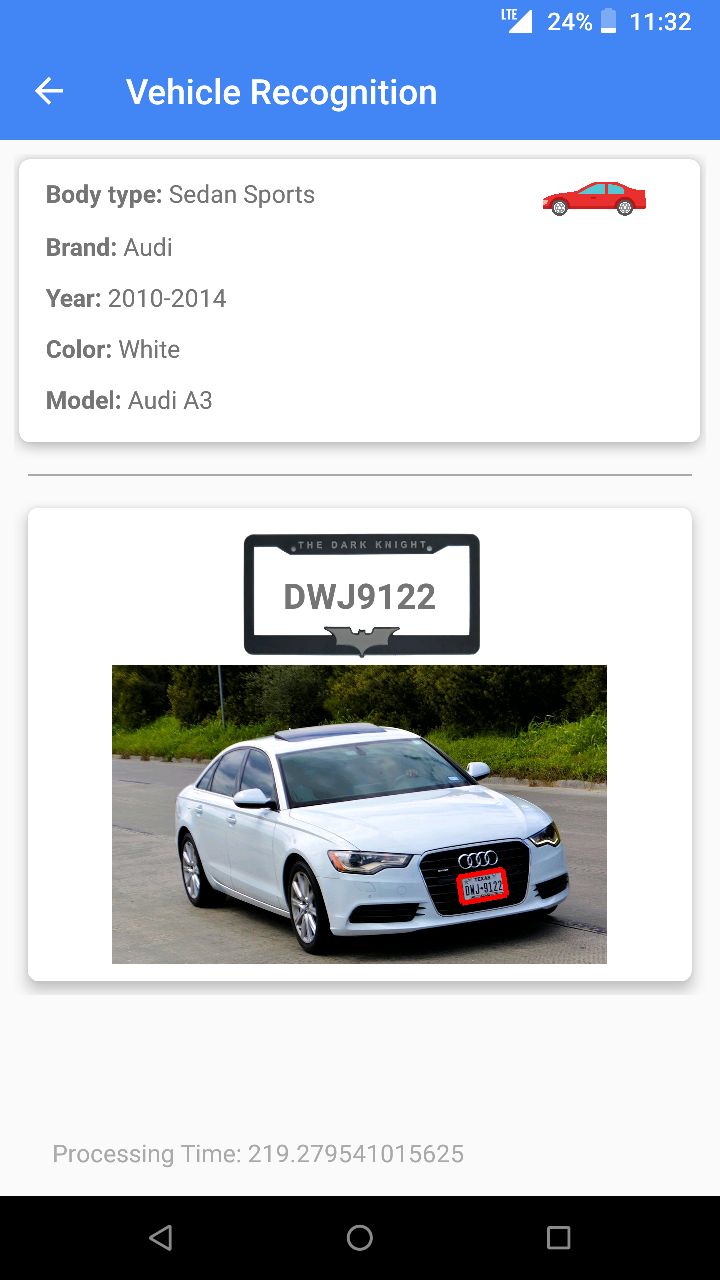 LTE 24% 11:32
Vehicle Recognition
Body type: Sedan Sports
Brand: Audi
Year: 2010-2014
Color: White
Model: Audi A3
THE DARK KNIGHT
DWJ9122
TEXAS
DWJ-9122
Processing Time: 219.279541015625